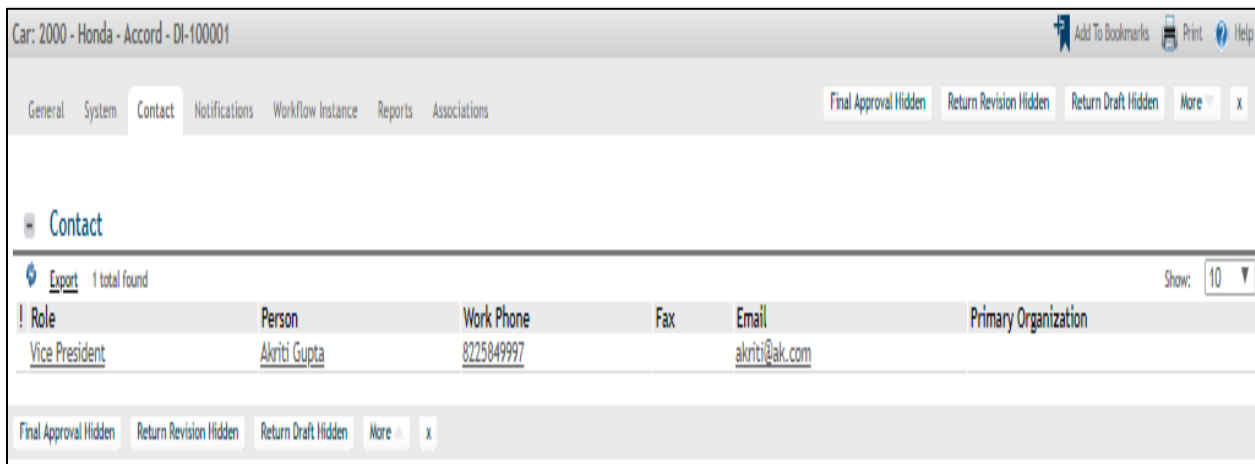 Car: 2000 - Honda - Accord - DI-100001 Add To Bookmarks Print ? Help
General System Contact Notifications Workflow Instance Reports Associations Final Approval Hidden Return Revision Hidden Return Draft Hidden More x
- Contact
Export 1 total found Show: 10
! Role Person Work Phone Fax Email Primary Organization
Vice President Akriti Gupta 8225849997 akriti@ak.com
Final Approval Hidden Return Revision Hidden Return Draft Hidden More x